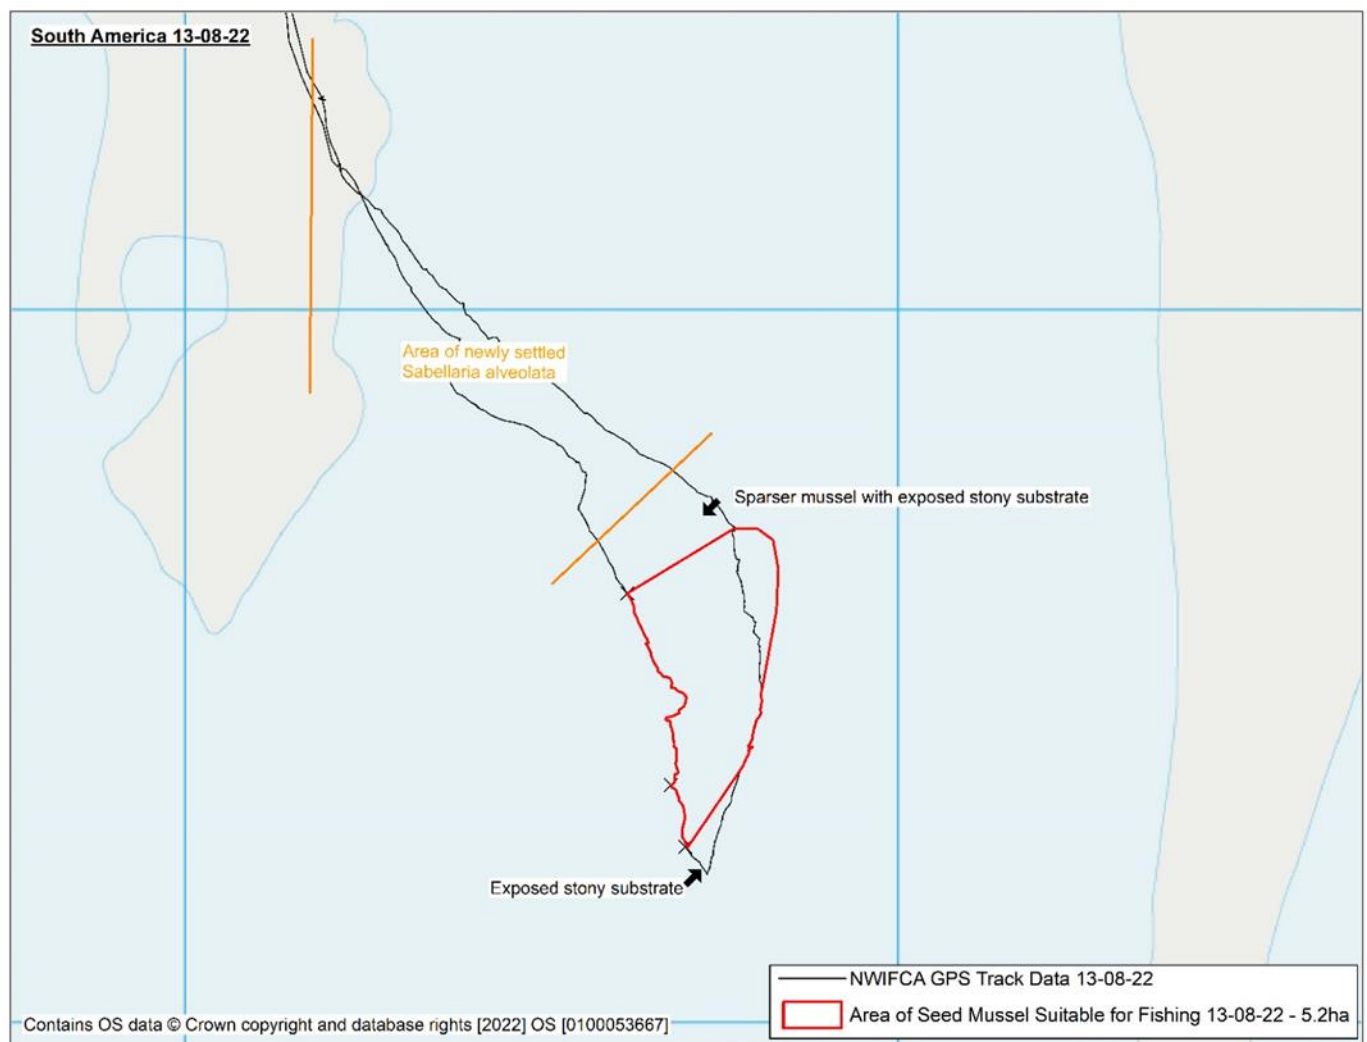 South America 13-08-22
Area of newly settled
Sabellaria alveolata
Sparser mussel with exposed stony substrate
Exposed stony substrate
NWIFCA GPS Track Data 13-08-22
Area of Seed Mussel Suitable for Fishing 13-08-22 - 5.2ha
Contains OS data © Crown copyright and database rights [2022] OS [0100053667]